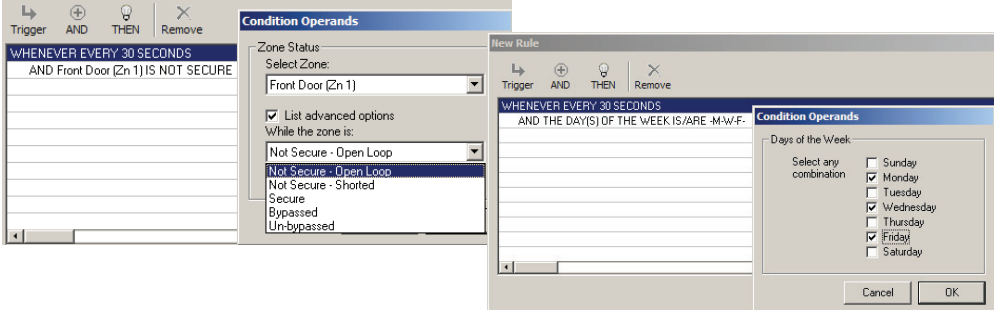 Trigger AND THEN Remove
WHENEVER EVERY 30 SECONDS
AND Front Door (Zn 1) IS NOT SECURE
Condition Operands
Zone Status
Select Zone:
Front Door (Zn 1)
List advanced options
While the zone is:
Not Secure - Open Loop
Not Secure - Open Loop
Not Secure - Shorted
Secure
Bypassed
Un-bypassed
New Rule
Trigger AND THEN Remove
WHENEVER EVERY 30 SECONDS
AND THE DAY(S) OF THE WEEK IS/ARE -M-W-F-
Condition Operands
Days of the Week
Select any
combination
Sunday
Monday
Tuesday
Wednesday
Thursday
Friday
Saturday
Cancel OK